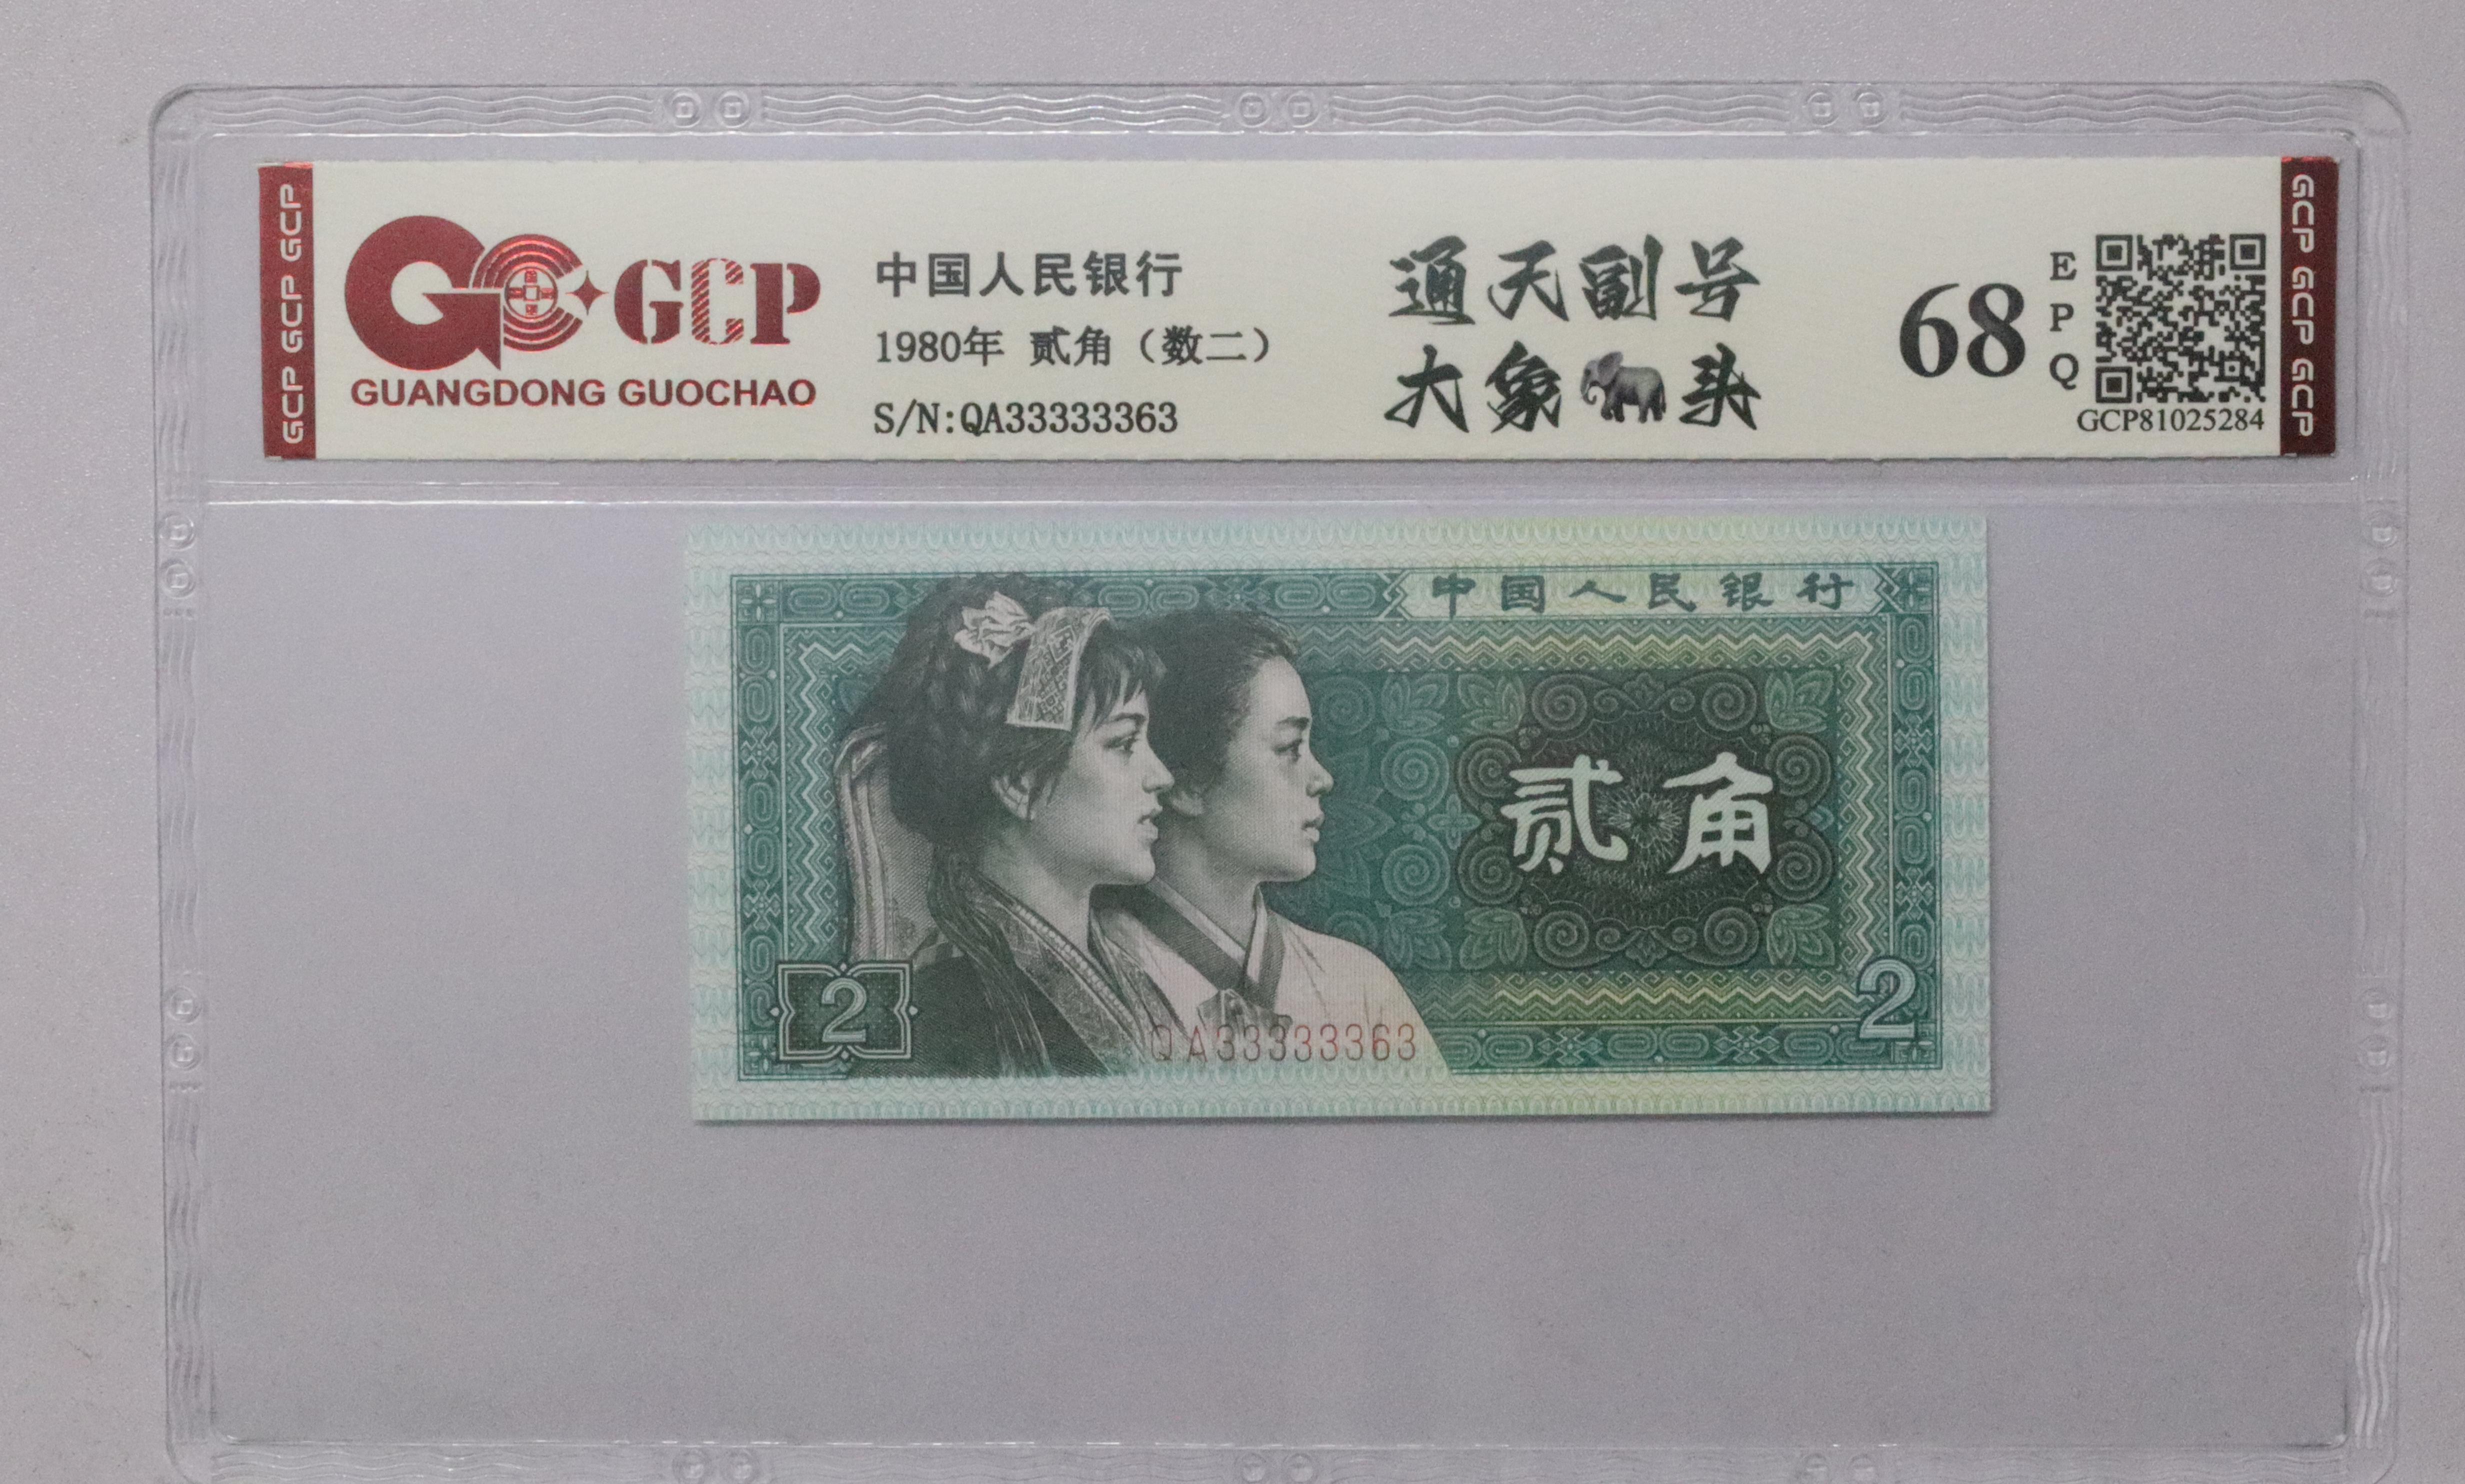 GCP GCP GCP
GCP
GUANGDONG GUOCHAO
中国人民银行
1980年 贰角（数二）
S/N:QA33333363
通天副号
大象🐘头
68
EPQ
GCP81025284
GCP GCP GCP
中国人民银行
贰角
2
QA33333363
2